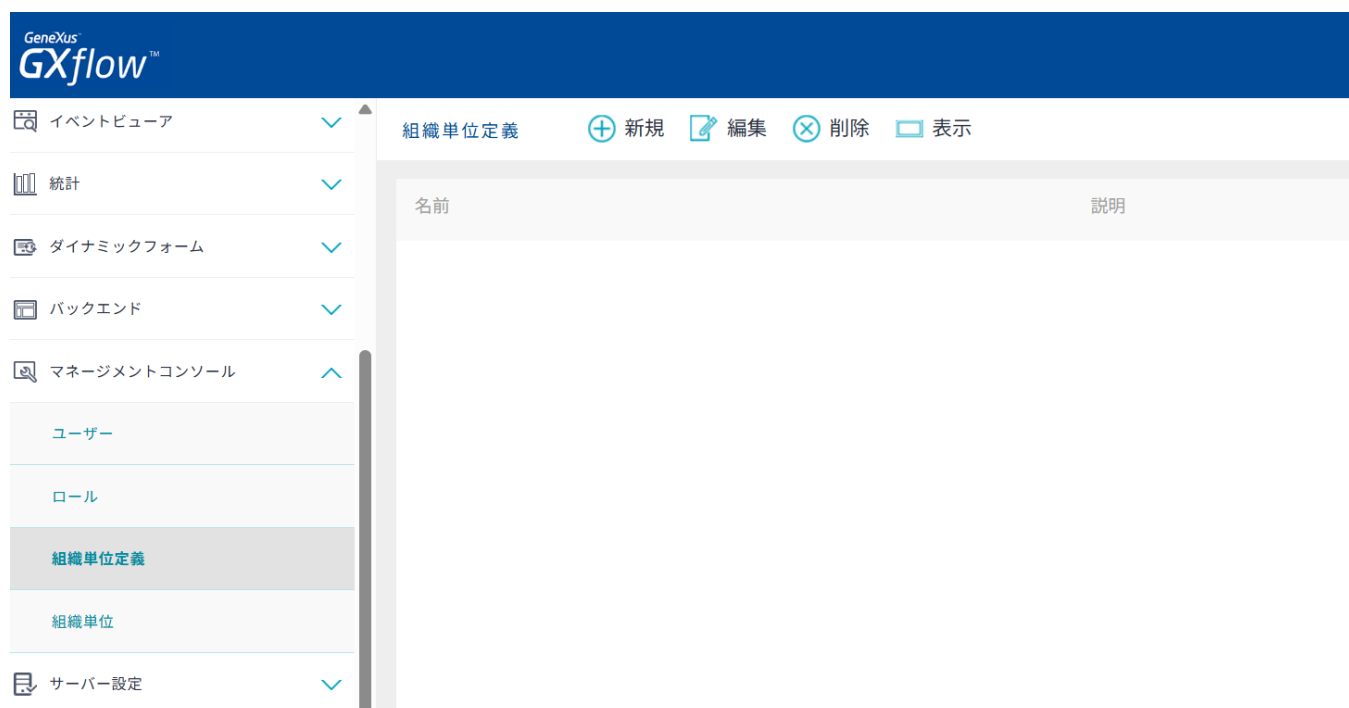 GeneXus™
GXflow™
イベントビューア
統計
ダイナミックフォーム
バックエンド
マネージメントコンソール
ユーザー
ロール
組織単位定義
組織単位
サーバー設定
組織単位定義 新規 編集 削除 表示
名前 説明